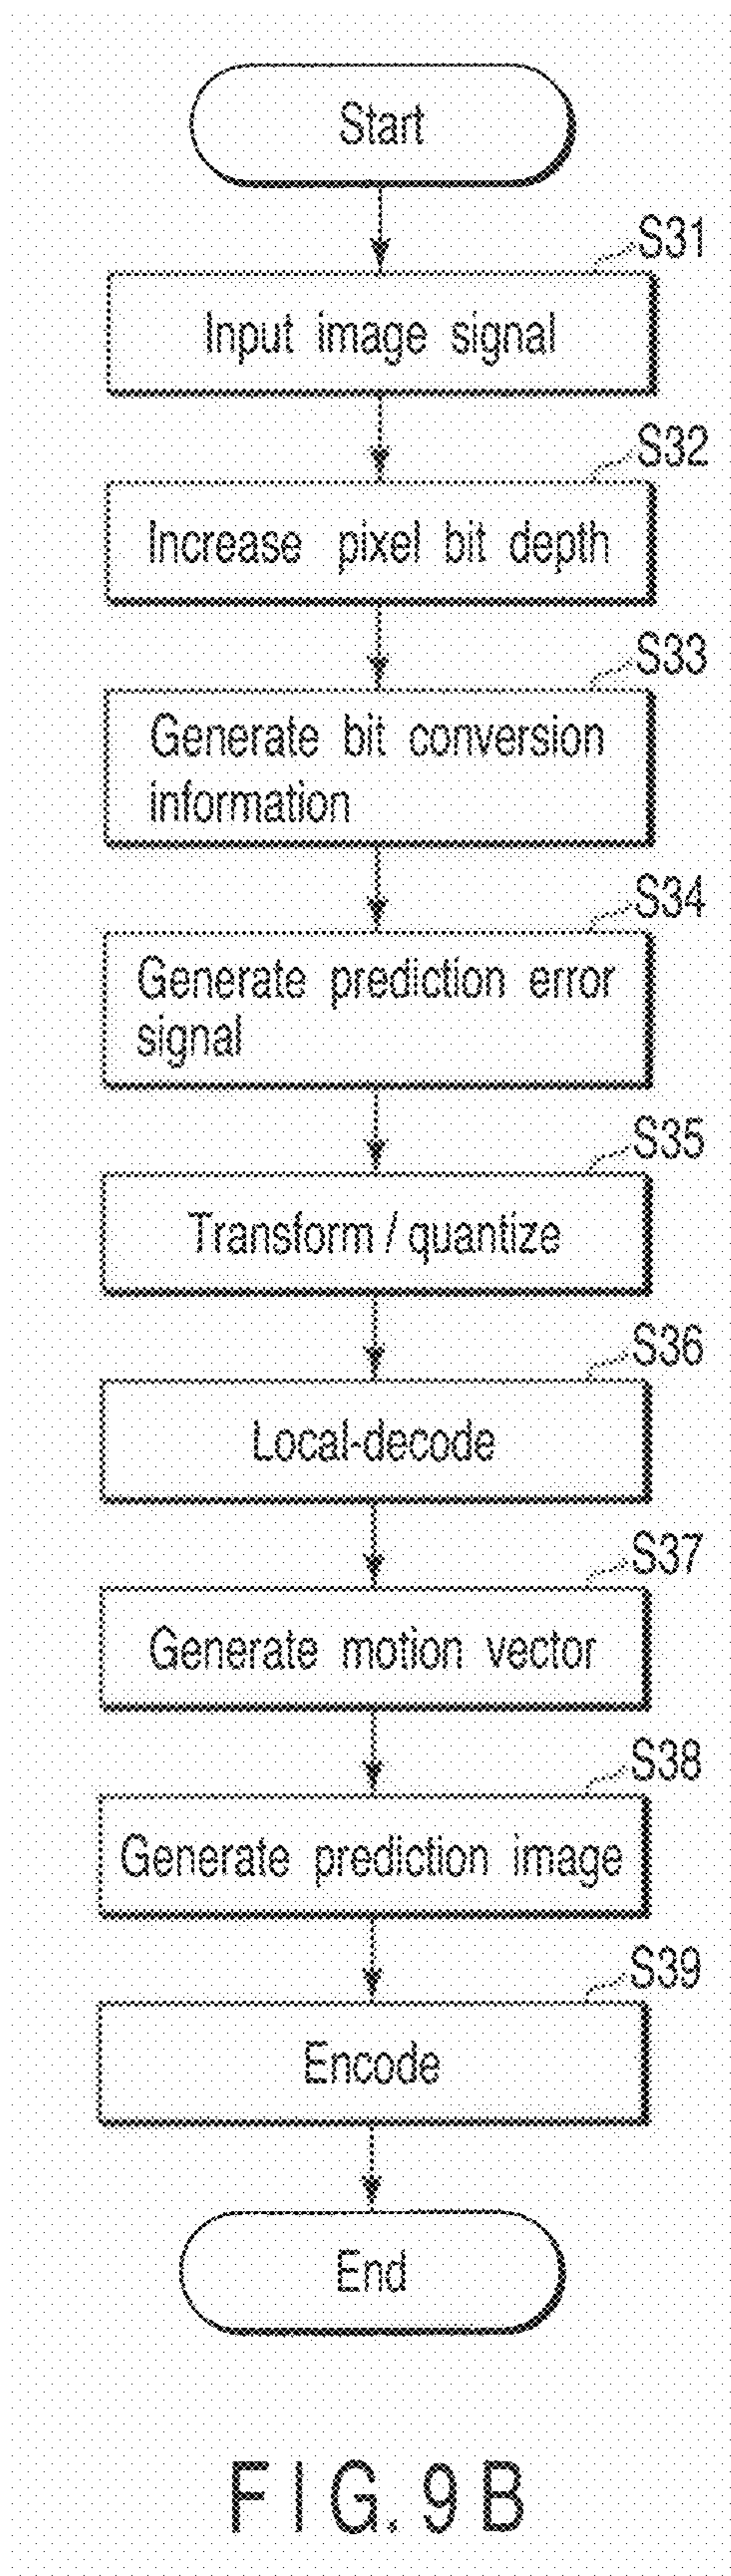 Start
S31
Input image signal
S32
Increase pixel bit depth
S33
Generate bit conversion
information
S34
Generate prediction error
signal
S35
Transform / quantize
S36
Local-decode
S37
Generate motion vector
S38
Generate prediction image
S39
Encode
End
FIG. 9B